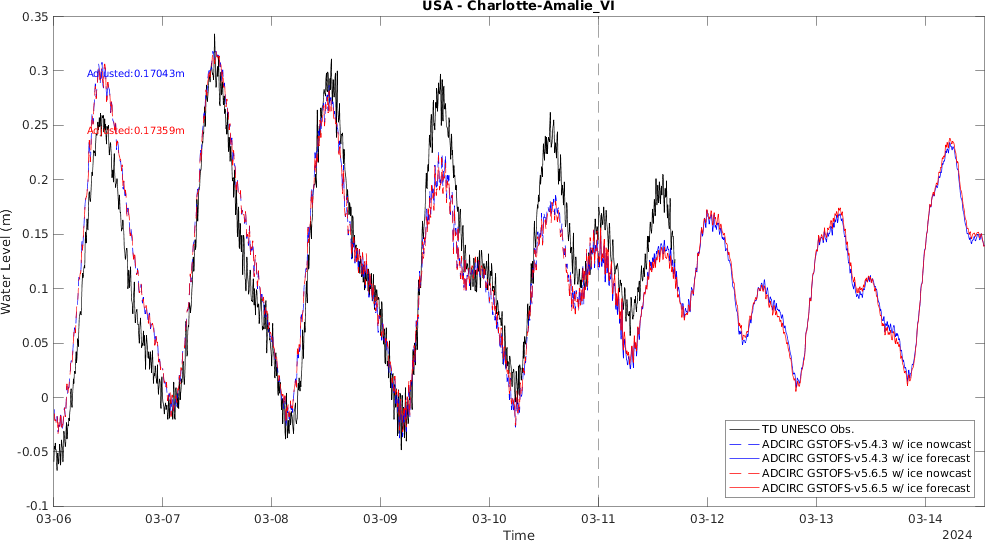 USA - Charlotte-Amalie_VI
0.35
0.3
0.25
0.2
0.15
0.1
0.05
0
-0.05
-0.1
Water Level (m)
Adjusted:0.17043m
Adjusted:0.17359m
TD UNESCO Obs.
ADCIRC GSTOFS-v5.4.3 w/ ice nowcast
ADCIRC GSTOFS-v5.4.3 w/ ice forecast
ADCIRC GSTOFS-v5.6.5 w/ ice nowcast
ADCIRC GSTOFS-v5.6.5 w/ ice forecast
03-06 03-07 03-08 03-09 03-10 03-11 03-12 03-13 03-14
Time
2024